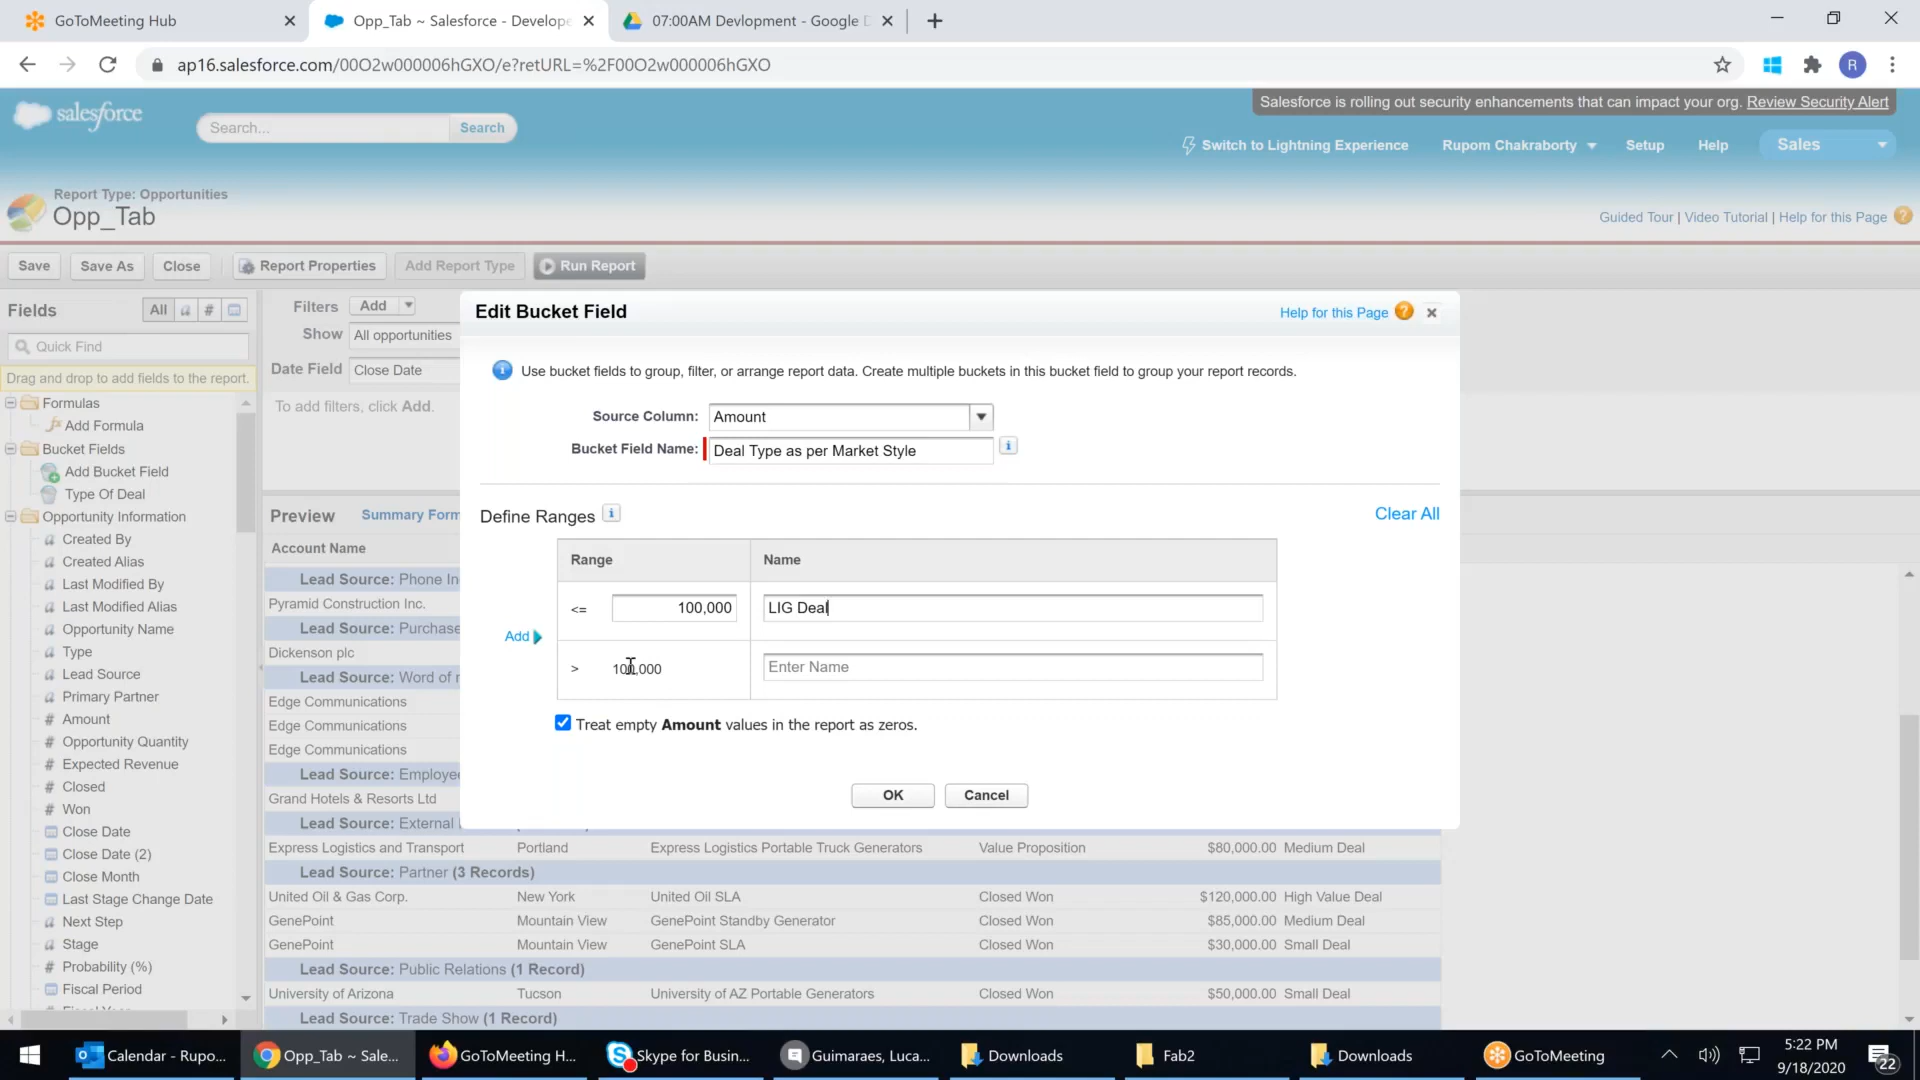 GoToMeeting Hub
Opp_Tab ~ Salesforce - Develope
07:00AM Devlopment - Google D
ap16.salesforce.com/00O2w000006hGXO/e?retURL=%2F00O2w000006hGXO
R
Salesforce is rolling out security enhancements that can impact your org. Review Security Alert
salesforce
Search...
Search
Switch to Lightning Experience
Rupom Chakraborty
Setup
Help
Sales
Report Type: Opportunities
Opp_Tab
Guided Tour | Video Tutorial | Help for this Page
Save
Save As
Close
Report Properties
Add Report Type
Run Report
Fields
All
a
#
Quick Find
Drag and drop to add fields to the report.
Formulas
Add Formula
Bucket Fields
Add Bucket Field
Type Of Deal
Opportunity Information
Created By
Created Alias
Last Modified By
Last Modified Alias
Opportunity Name
Type
Lead Source
Primary Partner
Amount
Opportunity Quantity
Expected Revenue
Closed
Won
Close Date
Close Date (2)
Close Month
Last Stage Change Date
Next Step
Stage
Probability (%)
Fiscal Period
Filters
Add
Show
All opportunities
Date Field
Close Date
To add filters, click Add.
Preview
Summary Form
Account Name
Lead Source: Phone In
Pyramid Construction Inc.
Lead Source: Purchase
Dickenson plc
Lead Source: Word of
Edge Communications
Edge Communications
Edge Communications
Lead Source: Employee
Grand Hotels & Resorts Ltd
Lead Source: External
Express Logistics and Transport Portland Express Logistics Portable Truck Generators Value Proposition $80,000.00 Medium Deal
Lead Source: Partner (3 Records)
United Oil & Gas Corp. New York United Oil SLA Closed Won $120,000.00 High Value Deal
GenePoint Mountain View GenePoint Standby Generator Closed Won $85,000.00 Medium Deal
GenePoint Mountain View GenePoint SLA Closed Won $30,000.00 Small Deal
Lead Source: Public Relations (1 Record)
University of Arizona Tucson University of AZ Portable Generators Closed Won $50,000.00 Small Deal
Lead Source: Trade Show (1 Record)
Edit Bucket Field
Help for this Page
Use bucket fields to group, filter, or arrange report data. Create multiple buckets in this bucket field to group your report records.
Source Column: Amount
Bucket Field Name: Deal Type as per Market Style
Define Ranges
Clear All
Range Name
<= 100,000 LIG Deal
Add
> 100,000 Enter Name
Treat empty Amount values in the report as zeros.
OK
Cancel
Calendar - Rupo...
Opp_Tab ~ Sale...
GoToMeeting H...
Skype for Busin...
Guimaraes, Luca...
Downloads
Fab2
Downloads
GoToMeeting
5:22 PM
9/18/2020
22